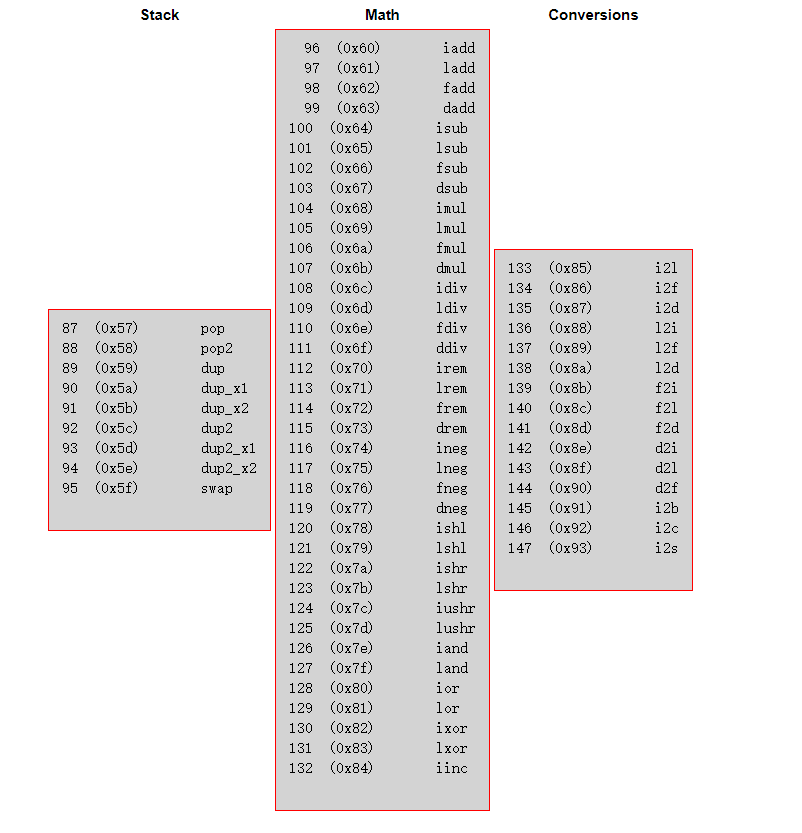 Stack
87 (0x57) pop
88 (0x58) pop2
89 (0x59) dup
90 (0x5a) dup_x1
91 (0x5b) dup_x2
92 (0x5c) dup2
93 (0x5d) dup2_x1
94 (0x5e) dup2_x2
95 (0x5f) swap
Math
96 (0x60) iadd
97 (0x61) ladd
98 (0x62) fadd
99 (0x63) dadd
100 (0x64) isub
101 (0x65) lsub
102 (0x66) fsub
103 (0x67) dsub
104 (0x68) imul
105 (0x69) lmul
106 (0x6a) fmul
107 (0x6b) dmul
108 (0x6c) idiv
109 (0x6d) ldiv
110 (0x6e) fdiv
111 (0x6f) ddiv
112 (0x70) irem
113 (0x71) lrem
114 (0x72) frem
115 (0x73) drem
116 (0x74) ineg
117 (0x75) lneg
118 (0x76) fneg
119 (0x77) dneg
120 (0x78) ishl
121 (0x79) lshl
122 (0x7a) ishr
123 (0x7b) lshr
124 (0x7c) iushr
125 (0x7d) lushr
126 (0x7e) iand
127 (0x7f) land
128 (0x80) ior
129 (0x81) lor
130 (0x82) ixor
131 (0x83) lxor
132 (0x84) iinc
Conversions
133 (0x85) i2l
134 (0x86) i2f
135 (0x87) i2d
136 (0x88) l2i
137 (0x89) l2f
138 (0x8a) l2d
139 (0x8b) f2i
140 (0x8c) f2l
141 (0x8d) f2d
142 (0x8e) d2i
143 (0x8f) d2l
144 (0x90) d2f
145 (0x91) i2b
146 (0x92) i2c
147 (0x93) i2s